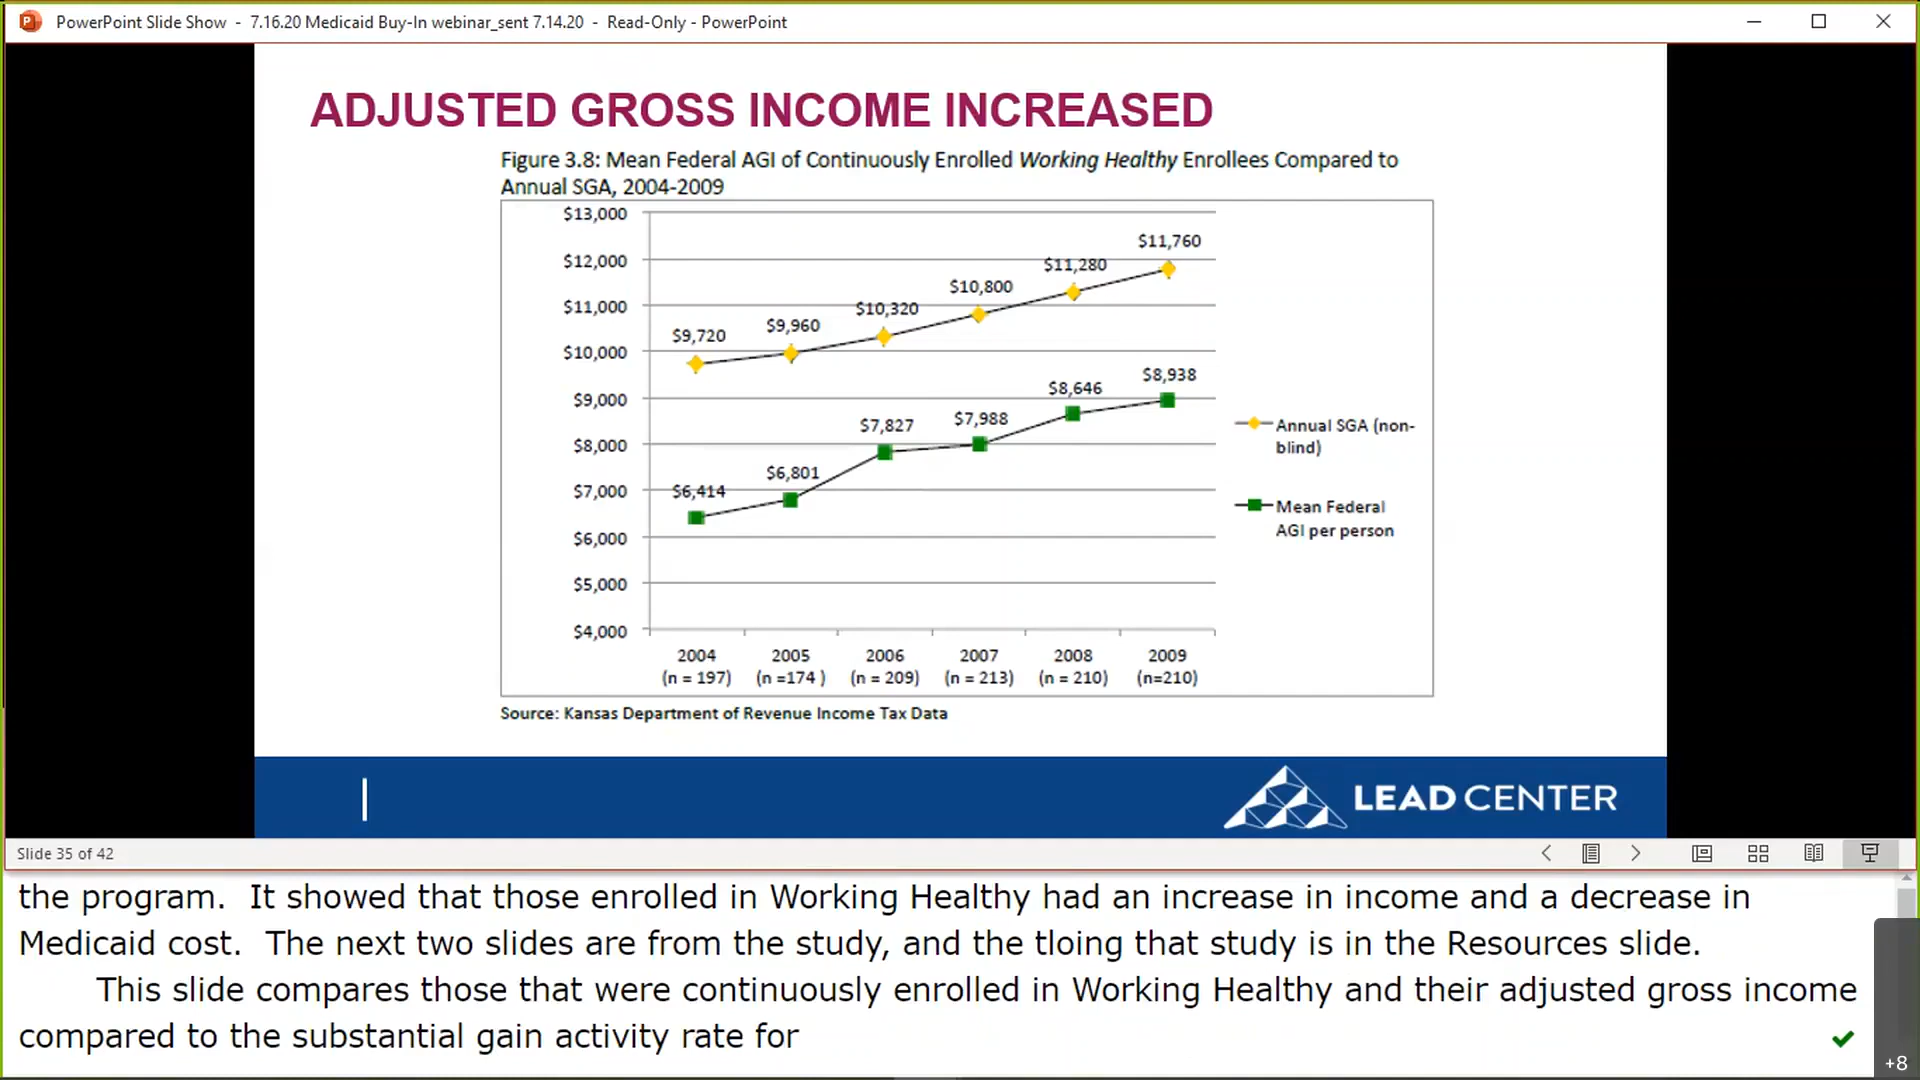 PowerPoint Slide Show - 7.16.20 Medicaid Buy-In webinar_sent 7.14.20 - Read-Only - PowerPoint
ADJUSTED GROSS INCOME INCREASED
Figure 3.8: Mean Federal AGI of Continuously Enrolled Working Healthy Enrollees Compared to
Annual SGA, 2004-2009
$13,000
$12,000
$11,000
$10,000
$9,000
$8,000
$7,000
$6,000
$5,000
$4,000
$9,720
$9,960
$10,320
$10,800
$11,280
$11,760
$6,414
$6,801
$7,827
$7,988
$8,646
$8,938
Annual SGA (non-
blind)
Mean Federal
AGI per person
2004 2005 2006 2007 2008 2009
(n = 197) (n =174 ) (n = 209) (n = 213) (n = 210) (n=210)
Source: Kansas Department of Revenue Income Tax Data
LEAD CENTER
Slide 35 of 42
the program. It showed that those enrolled in Working Healthy had an increase in income and a decrease in
Medicaid cost. The next two slides are from the study, and the tloing that study is in the Resources slide.
This slide compares those that were continuously enrolled in Working Healthy and their adjusted gross income
compared to the substantial gain activity rate for
+8